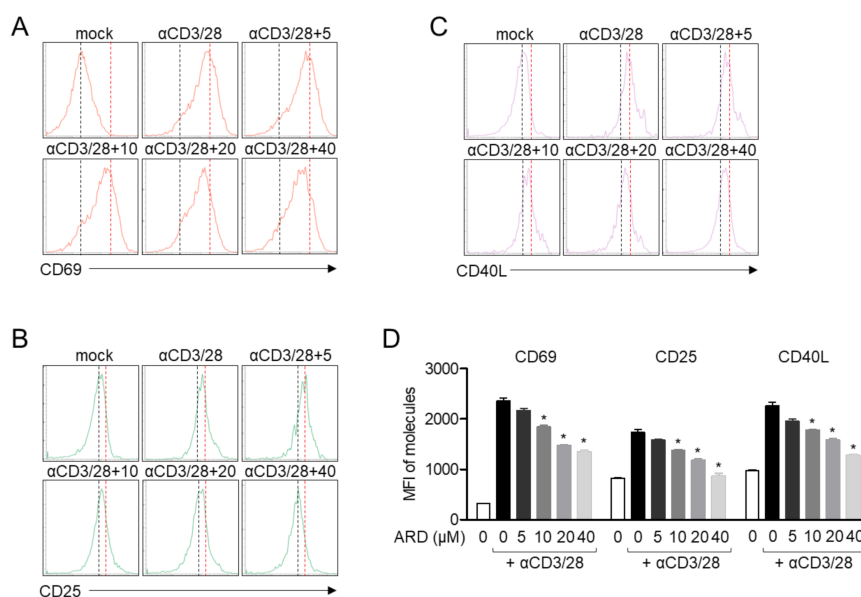 A
mock αCD3/28 αCD3/28+5
αCD3/28+10 αCD3/28+20 αCD3/28+40
CD69
C
mock αCD3/28 αCD3/28+5
αCD3/28+10 αCD3/28+20 αCD3/28+40
CD40L
B
mock αCD3/28 αCD3/28+5
αCD3/28+10 αCD3/28+20 αCD3/28+40
CD25
D
CD69 CD25 CD40L
MFI of molecules
3000
2000
1000
0
* * * * * * * * *
ARD (µM) 0 0 5 10 20 40 0 0 5 10 20 40 0 0 5 10 20 40
+ αCD3/28 + αCD3/28 + αCD3/28